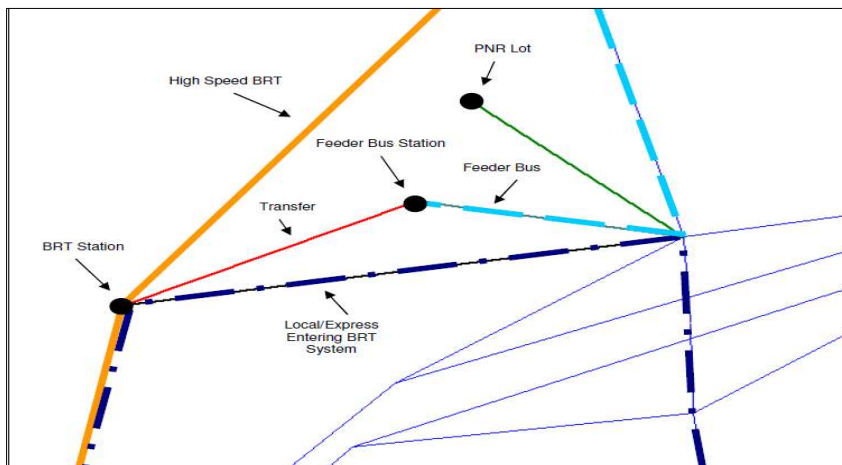 PNR Lot
High Speed BRT
Feeder Bus Station
Feeder Bus
Transfer
BRT Station
Local/Express
Entering BRT
System